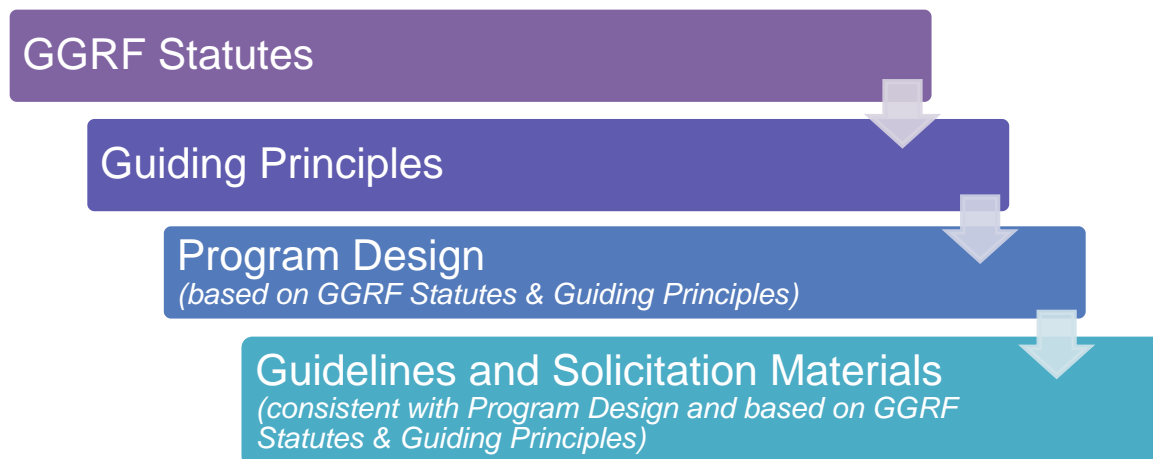 GGRF Statutes
Guiding Principles
Program Design
(based on GGRF Statutes & Guiding Principles)
Guidelines and Solicitation Materials
(consistent with Program Design and based on GGRF
Statutes & Guiding Principles)